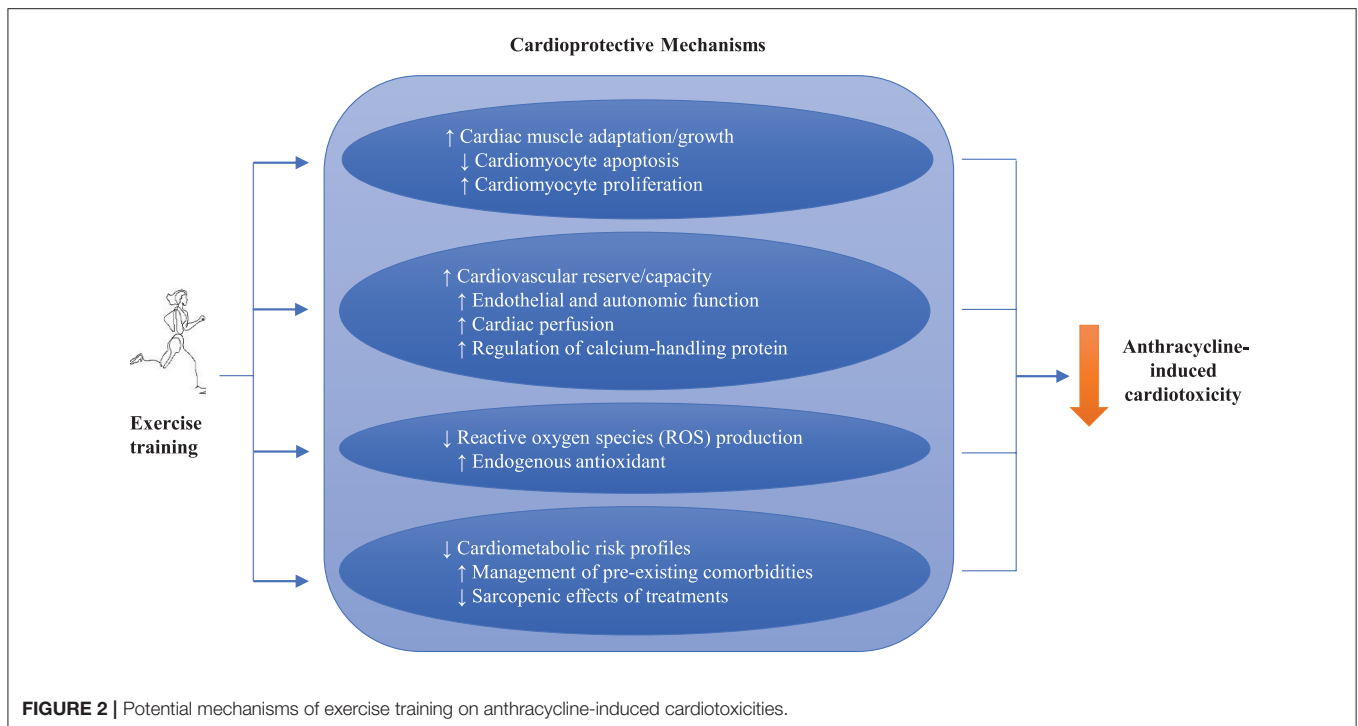 Cardioprotective Mechanisms
↑ Cardiac muscle adaptation/growth
↓ Cardiomyocyte apoptosis
↑ Cardiomyocyte proliferation
↑ Cardiovascular reserve/capacity
↑ Endothelial and autonomic function
↑ Cardiac perfusion
↑ Regulation of calcium-handling protein
↓ Reactive oxygen species (ROS) production
↑ Endogenous antioxidant
↓ Cardiometabolic risk profiles
↑ Management of pre-existing comorbidities
↓ Sarcopenic effects of treatments
Exercise
training
Anthracycline-
induced
cardiotoxicity
FIGURE 2 | Potential mechanisms of exercise training on anthracycline-induced cardiotoxicities.